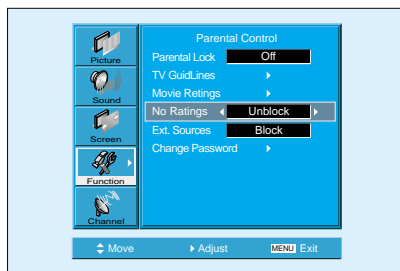 Picture
Sound
Screen
Function
Channel
Parental Control
Parental Lock Off
TV GuidLines
Movie Retings
No Ratings Unblock
Ext. Sources Block
Change Password
Move Adjust MENU Exit